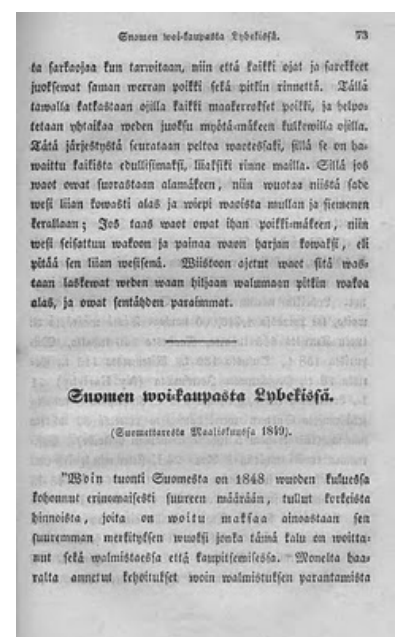 Suomen woi-kaupasta Lybekissä. 73
ta sarkaojaa kun tarwitaan, niin että kaikki ojat ja sarekkeet
juoksewat saman werran poikki sekä pitkin rinnettä. Tällä
tawalla katkastaan ojilla kaikki maakerrokset poikki, ja helpo-
tetaan yhtaikaa weden juoksu myötä-mäkeen kulkewilla ojilla.
Tätä järjestystä seurataan peltoa waotessaki, sillä se on ha-
waittu kaikista edullisimaksi, liiaksiki rinne mailla. Sillä jos
waot owat suorastaan alamäkeen, niin wuotaa niistä sade
wesi liian kowasti alas ja wiepi waoista mullan ja siemenen
kerallaan; Jos taas waot owat ihan poikki-mäkeen, niin
wesi seisattuu wakoon ja painaa waon harjan kowaksi, eli
pitää sen liian wesisenä. Wiistoon ajetut waot sitä was-
taan laskewat weden waan hiljaan walumaan pitkin wakoa
alas, ja owat sentähden paraimmat.
Suomen woi-kaupasta Lybekissä.
(Suomettaresta Maaliskuussa 1849).
"Woin tuonti Suomesta on 1848 wuoden kuluessa
kohonnut erinomaisesti suureen määrään, tullut korkeista
hinnoista, joita on woitu maksaa ainoastaan sen
suuremman merkityksen wuoksi jonka tämä kalu on woitta-
nut sekä walmistaessa että kaupitsemisessa. Monelta haa-
ralta annetut kehoitukset woin walmistuksen parantamista